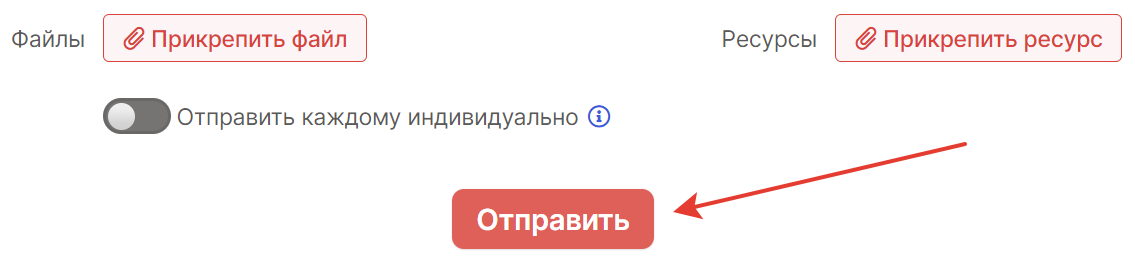 Файлы Прикрепить файл Ресурсы Прикрепить ресурс
Отправить каждому индивидуально
Отправить